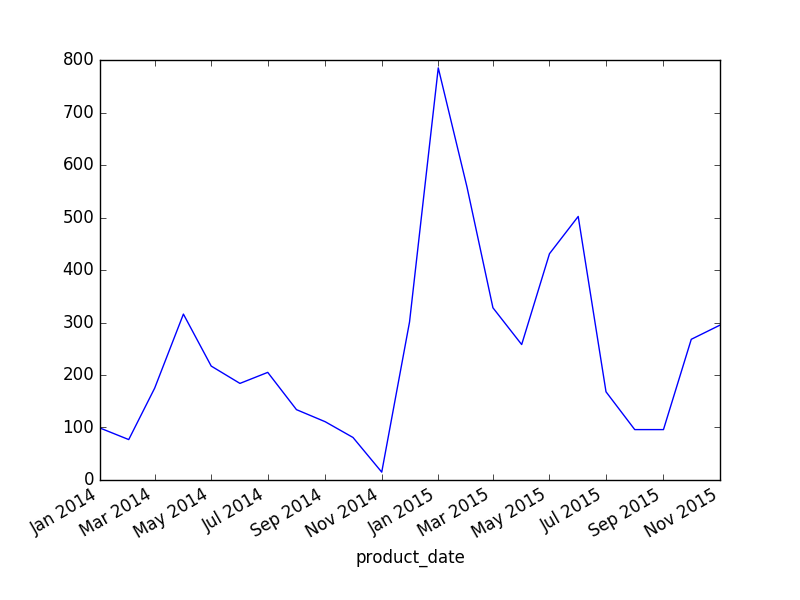 800
700
600
500
400
300
200
100
0
Jan 2014
Mar 2014
May 2014
Jul 2014
Sep 2014
Nov 2014
Jan 2015
Mar 2015
May 2015
Jul 2015
Sep 2015
Nov 2015
product_date